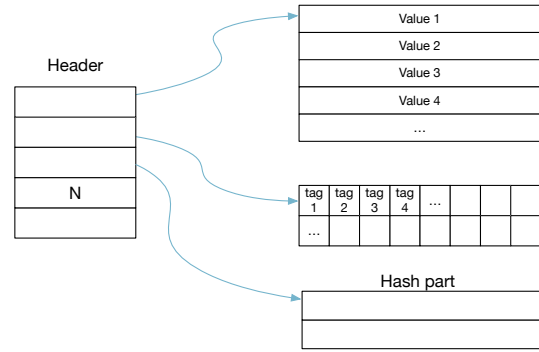 Header
N
Value 1
Value 2
Value 3
Value 4
...
tag 1
tag 2
tag 3
tag 4
...
...
Hash part